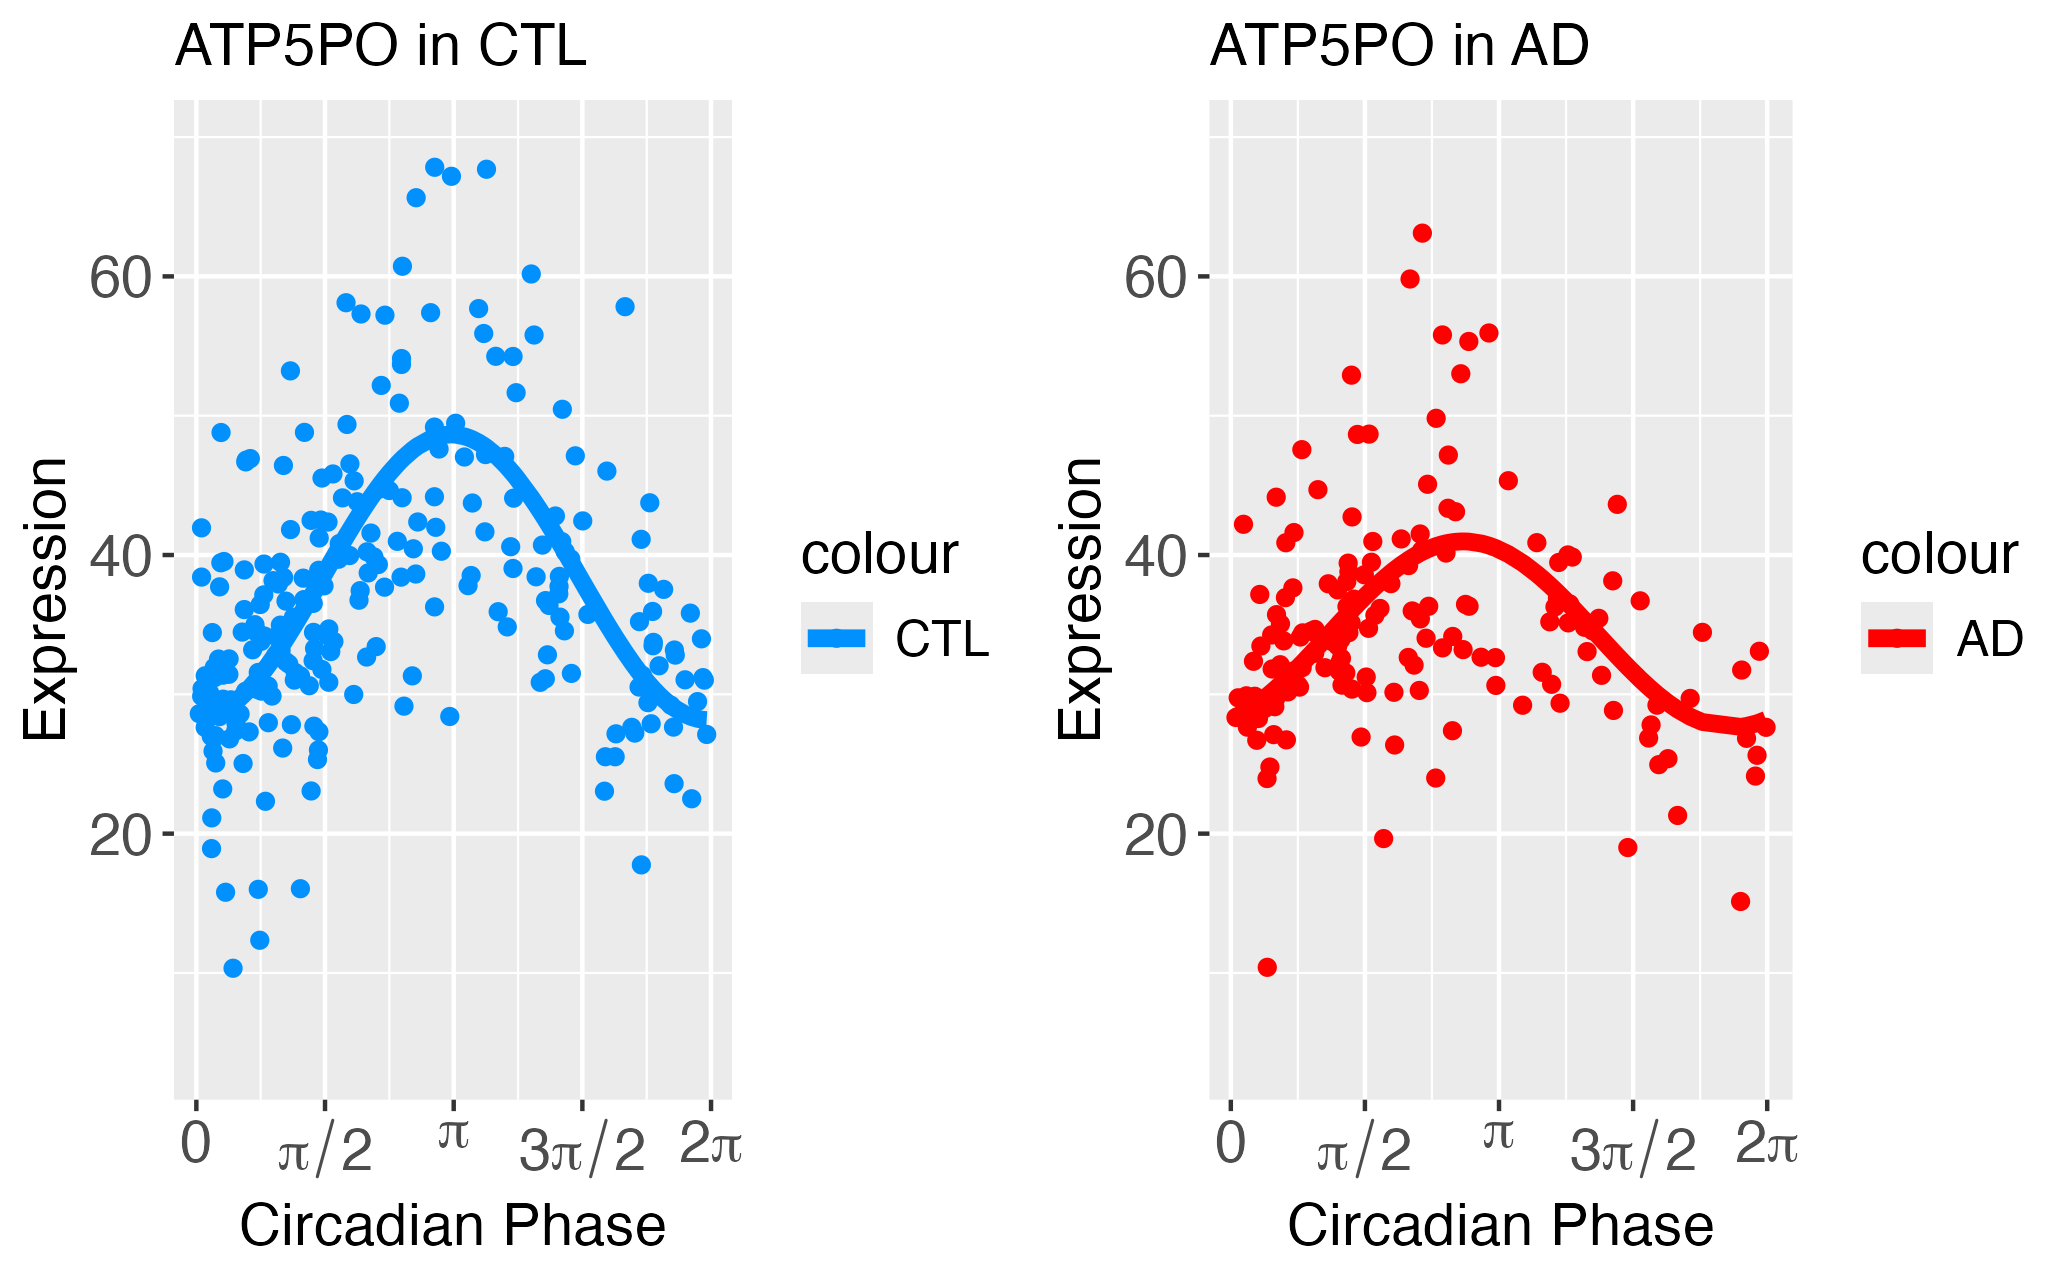 ATP5PO in CTL
Expression
60
40
20
0
π/2
π
3π/2
2π
Circadian Phase
colour
CTL
ATP5PO in AD
Expression
60
40
20
0
π/2
π
3π/2
2π
Circadian Phase
colour
AD